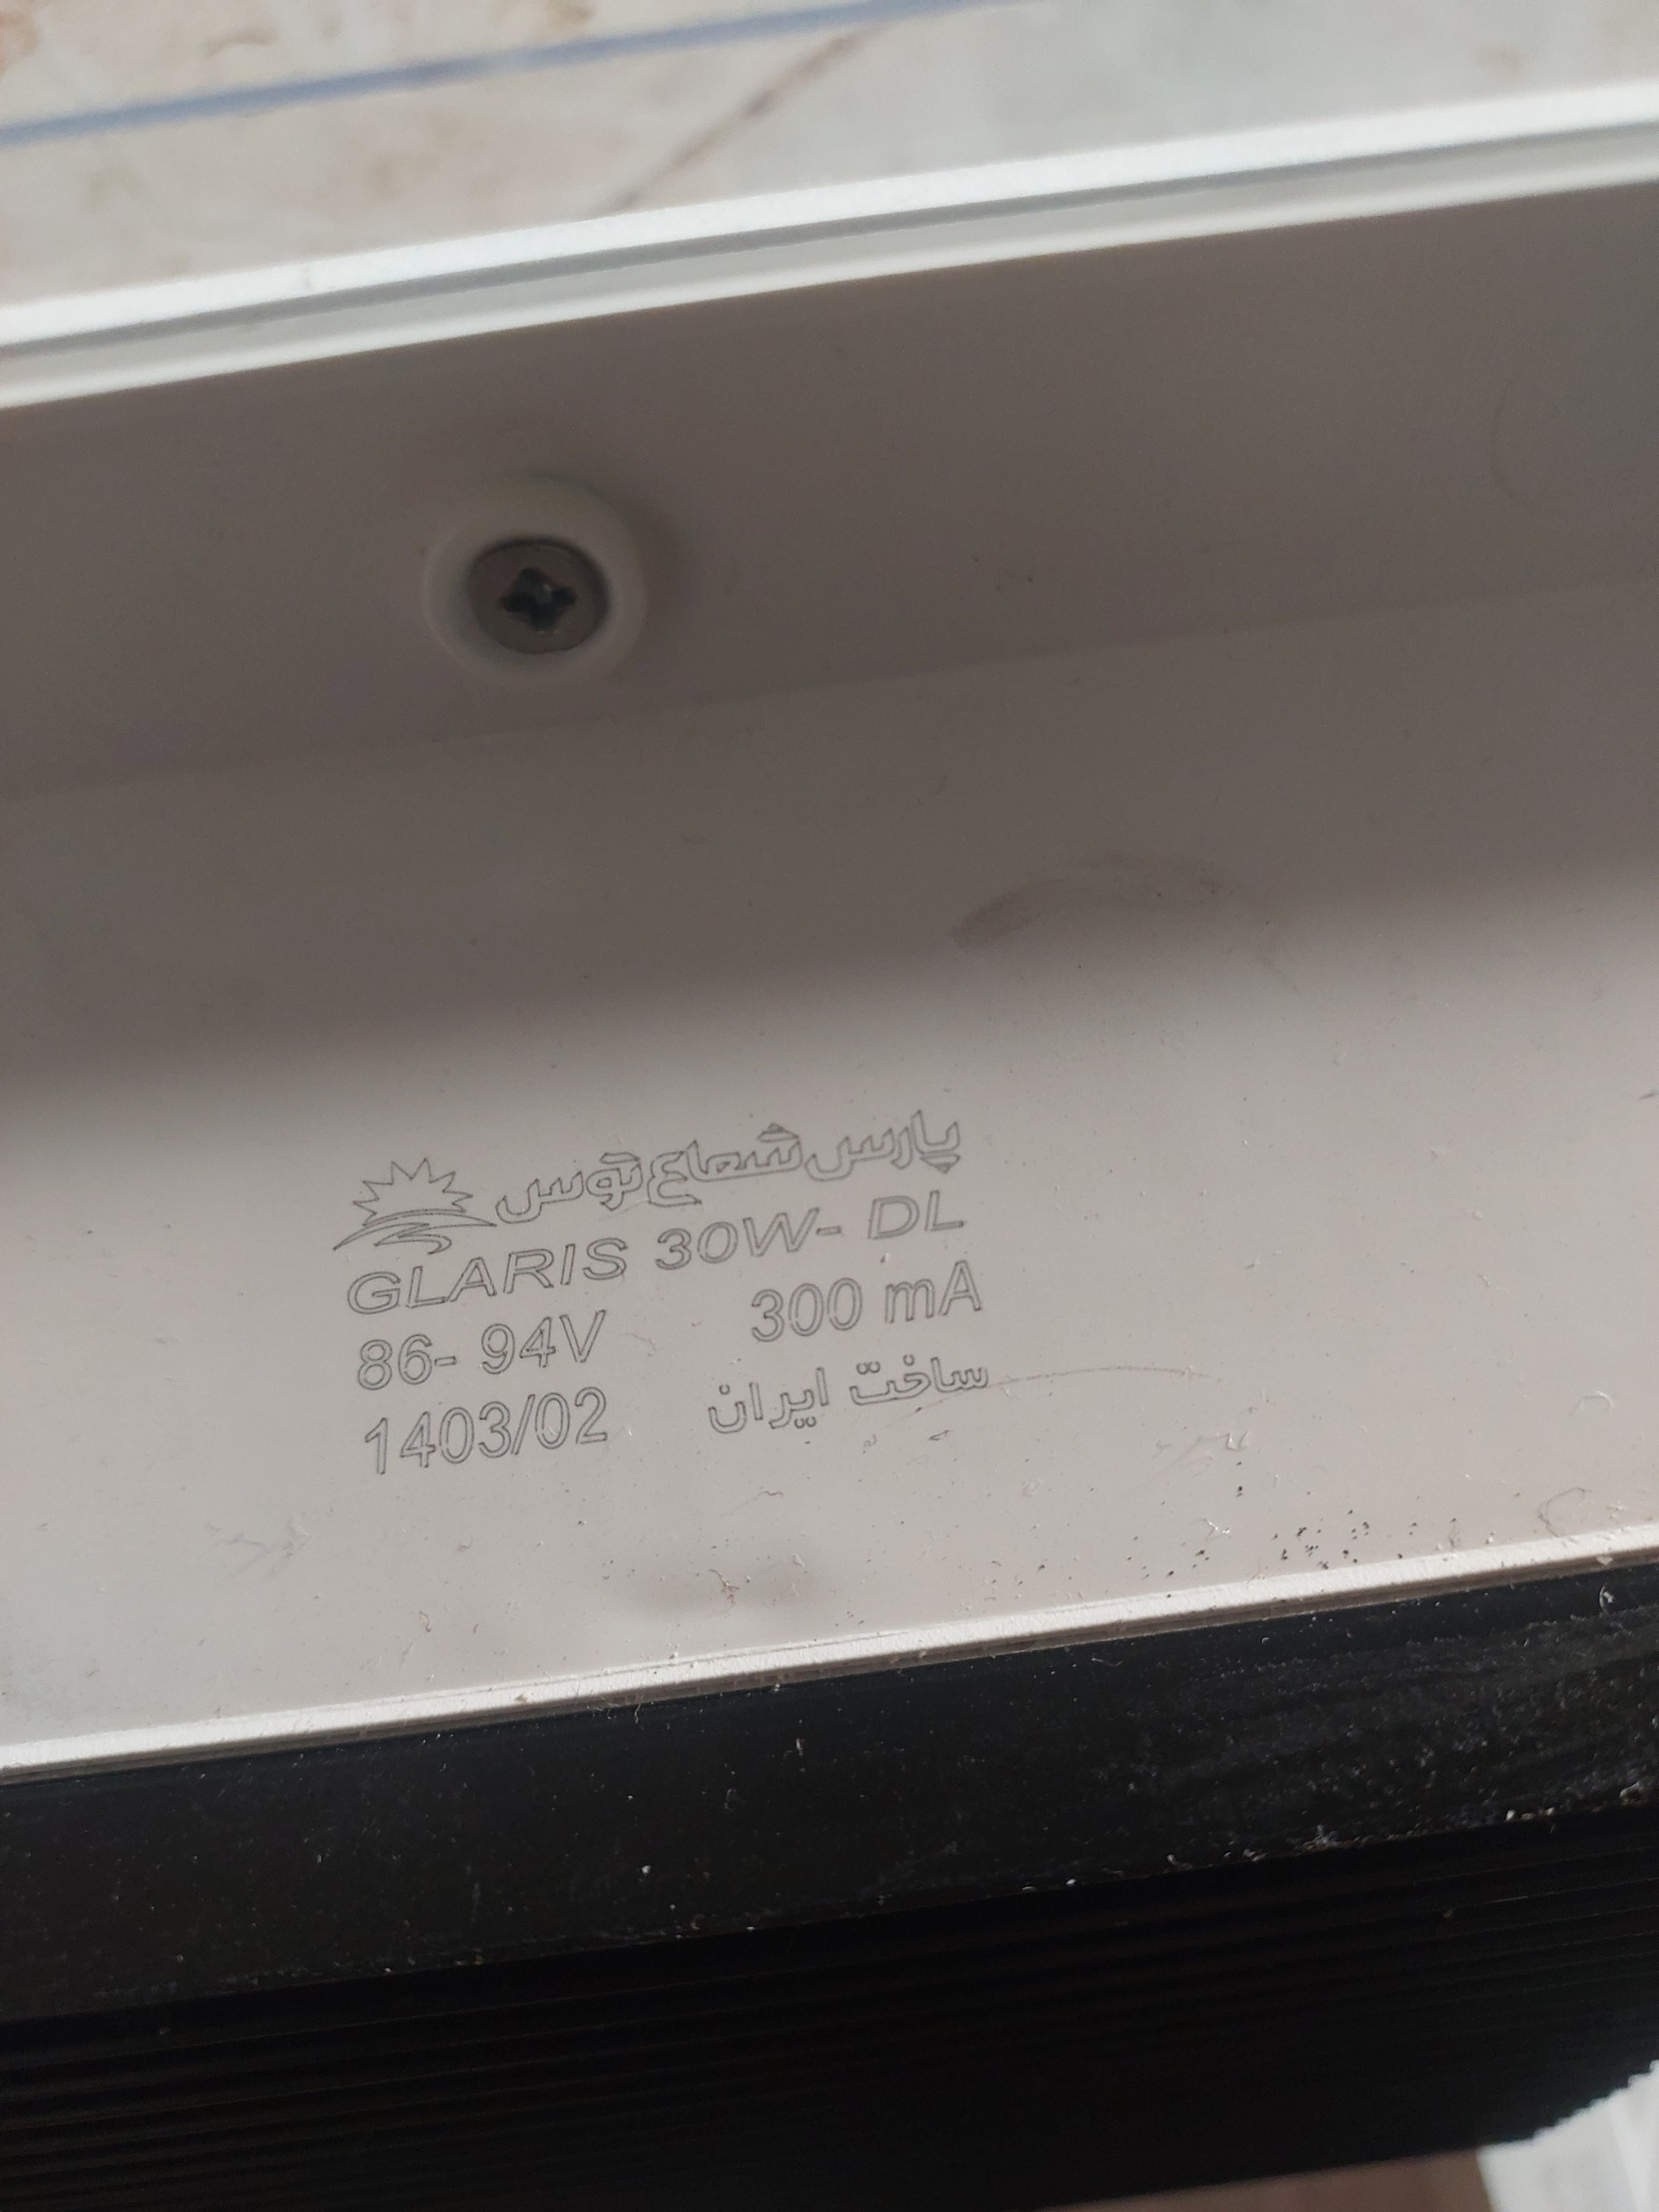 پارس شعاع توس
GLARIS 30W- DL
86- 94V 300 mA
1403/02 ساخت ایران